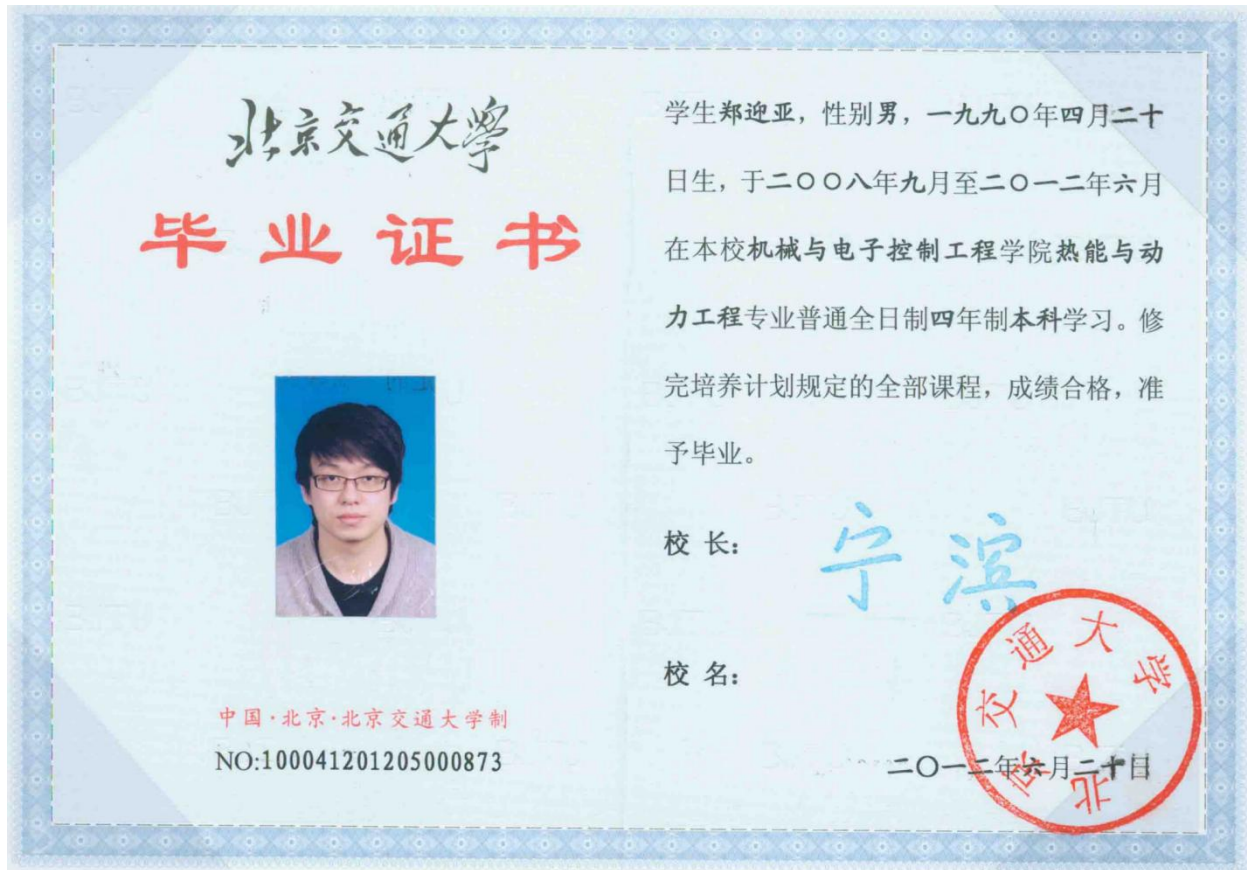 北京交通大學
毕业证书
中国·北京·北京交通大学制
NO:100041201205000873
学生郑迎亚，性别男，一九九〇年四月二十
日生，于二〇〇八年九月至二〇一二年六月
在本校机械与电子控制工程学院热能与动
力工程专业普通全日制四年制本科学习。修
完培养计划规定的全部课程，成绩合格，准
予毕业。
校 长：
宁滨
校 名：
北京交通大学
二〇一二年六月二十日